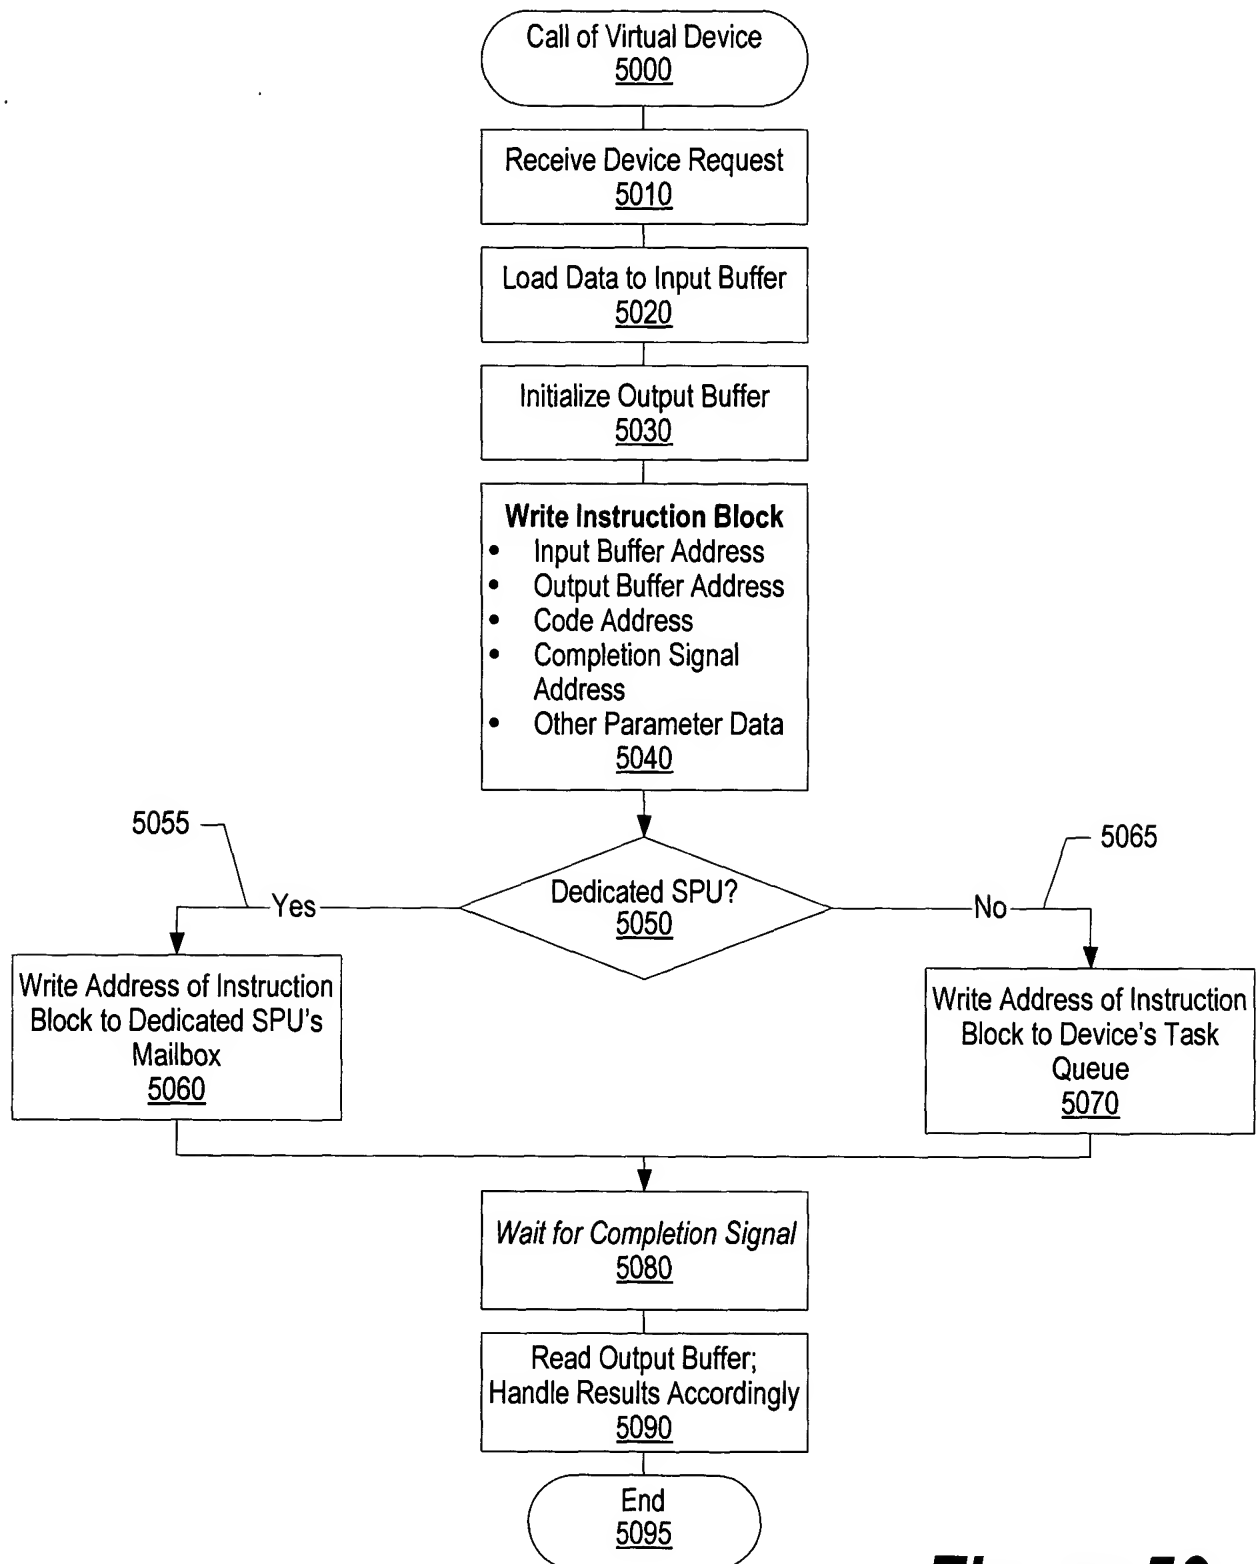 Call of Virtual Device
5000
Receive Device Request
5010
Load Data to Input Buffer
5020
Initialize Output Buffer
5030
Write Instruction Block
• Input Buffer Address
• Output Buffer Address
• Code Address
• Completion Signal
Address
• Other Parameter Data
5040
5055
5065
Dedicated SPU?
5050
Yes
No
Write Address of Instruction
Block to Dedicated SPU's
Mailbox
5060
Write Address of Instruction
Block to Device's Task
Queue
5070
Wait for Completion Signal
5080
Read Output Buffer;
Handle Results Accordingly
5090
End
5095